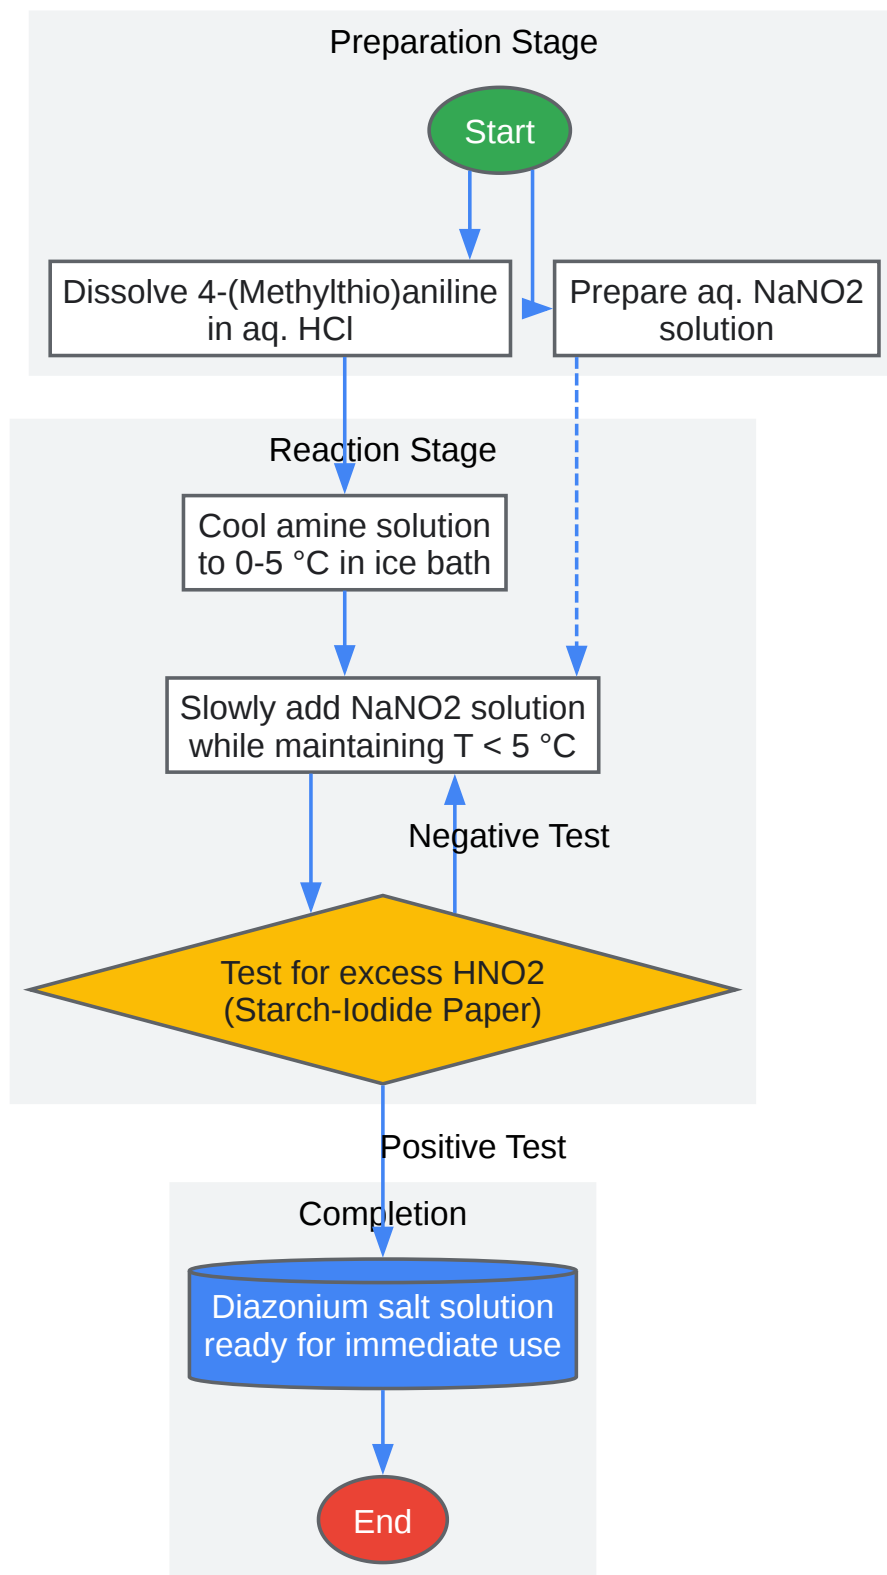 Preparation Stage
Start
Dissolve 4-(Methylthio)aniline
in aq. HCl
Prepare aq. NaNO2
solution
Reaction Stage
Cool amine solution
to 0-5 °C in ice bath
Slowly add NaNO2 solution
while maintaining T < 5 °C
Negative Test
Test for excess HNO2
(Starch-Iodide Paper)
Positive Test
Completion
Diazonium salt solution
ready for immediate use
End